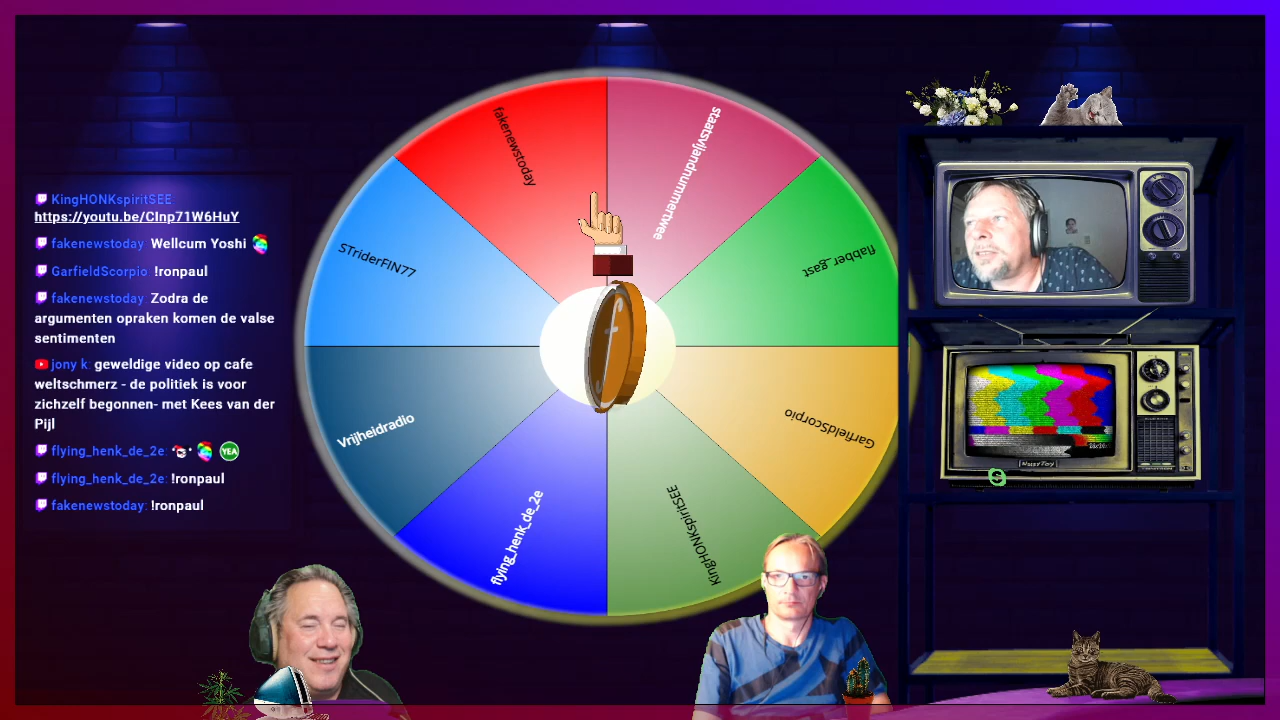 KingHONKspiritSEE
https://youtu.be/CInp71W6HuY
fakenewstoday: Wellcum Yoshi
GarfieldScorpio: !ronpaul
fakenewstoday: Zodra de
argumenten opraken komen de valse
sentimenten
jony k: geweldige video op cafe
weltschmerz - de politiek is voor
zichzelf begonnen- met Kees van der
Pijl
flying_henk_de_2e: YEA
flying_henk_de_2e: !ronpaul
fakenewstoday: !ronpaul
fakenewstoday
staatsvijandnummertwee
STriderFIN77
flabber_gast
Vrijheidradio
GarfieldScorpio
flying_henk_de_2e
KingHONKspiritSEE
f